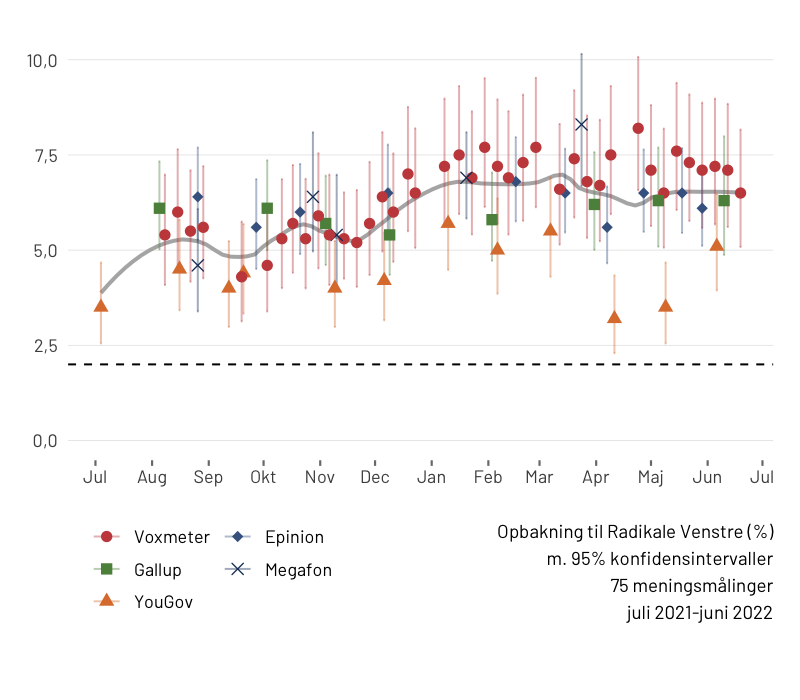 10,0
7,5
5,0
2,5
0,0
Jul Aug Sep Okt Nov Dec Jan Feb Mar Apr Maj Jun Jul
Voxmeter Epinion
Gallup Megafon
YouGov
Opbakning til Radikale Venstre (%)
m. 95% konfidensintervaller
75 meningsmålinger
juli 2021-juni 2022